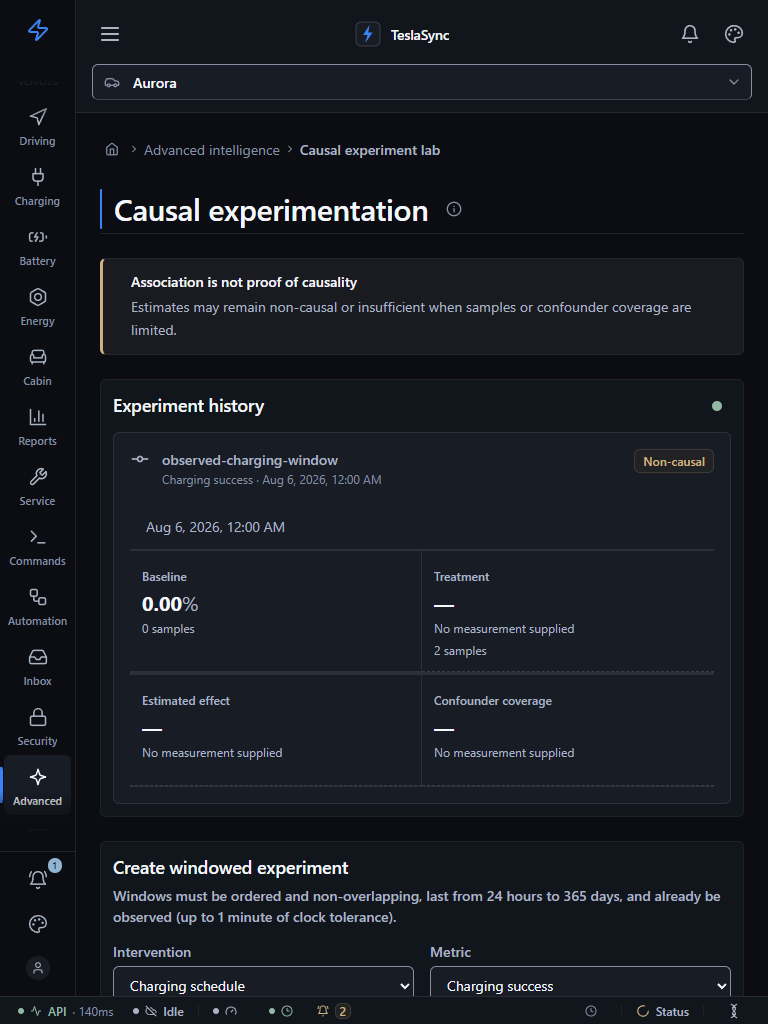 TeslaSync
Aurora
Driving
Charging
Battery
Energy
Cabin
Reports
Service
Commands
Automation
Inbox
Security
Advanced
1
Advanced intelligence > Causal experiment lab
Causal experimentation
Association is not proof of causality
Estimates may remain non-causal or insufficient when samples or confounder coverage are
limited.
Experiment history
observed-charging-window
Non-causal
Charging success · Aug 6, 2026, 12:00 AM
Aug 6, 2026, 12:00 AM
Baseline
0.00%
0 samples
Treatment
—
No measurement supplied
2 samples
Estimated effect
—
No measurement supplied
Confounder coverage
—
No measurement supplied
Create windowed experiment
Windows must be ordered and non-overlapping, last from 24 hours to 365 days, and already be
observed (up to 1 minute of clock tolerance).
Intervention
Charging schedule
Metric
Charging success
API · 140ms
Idle
2
Status